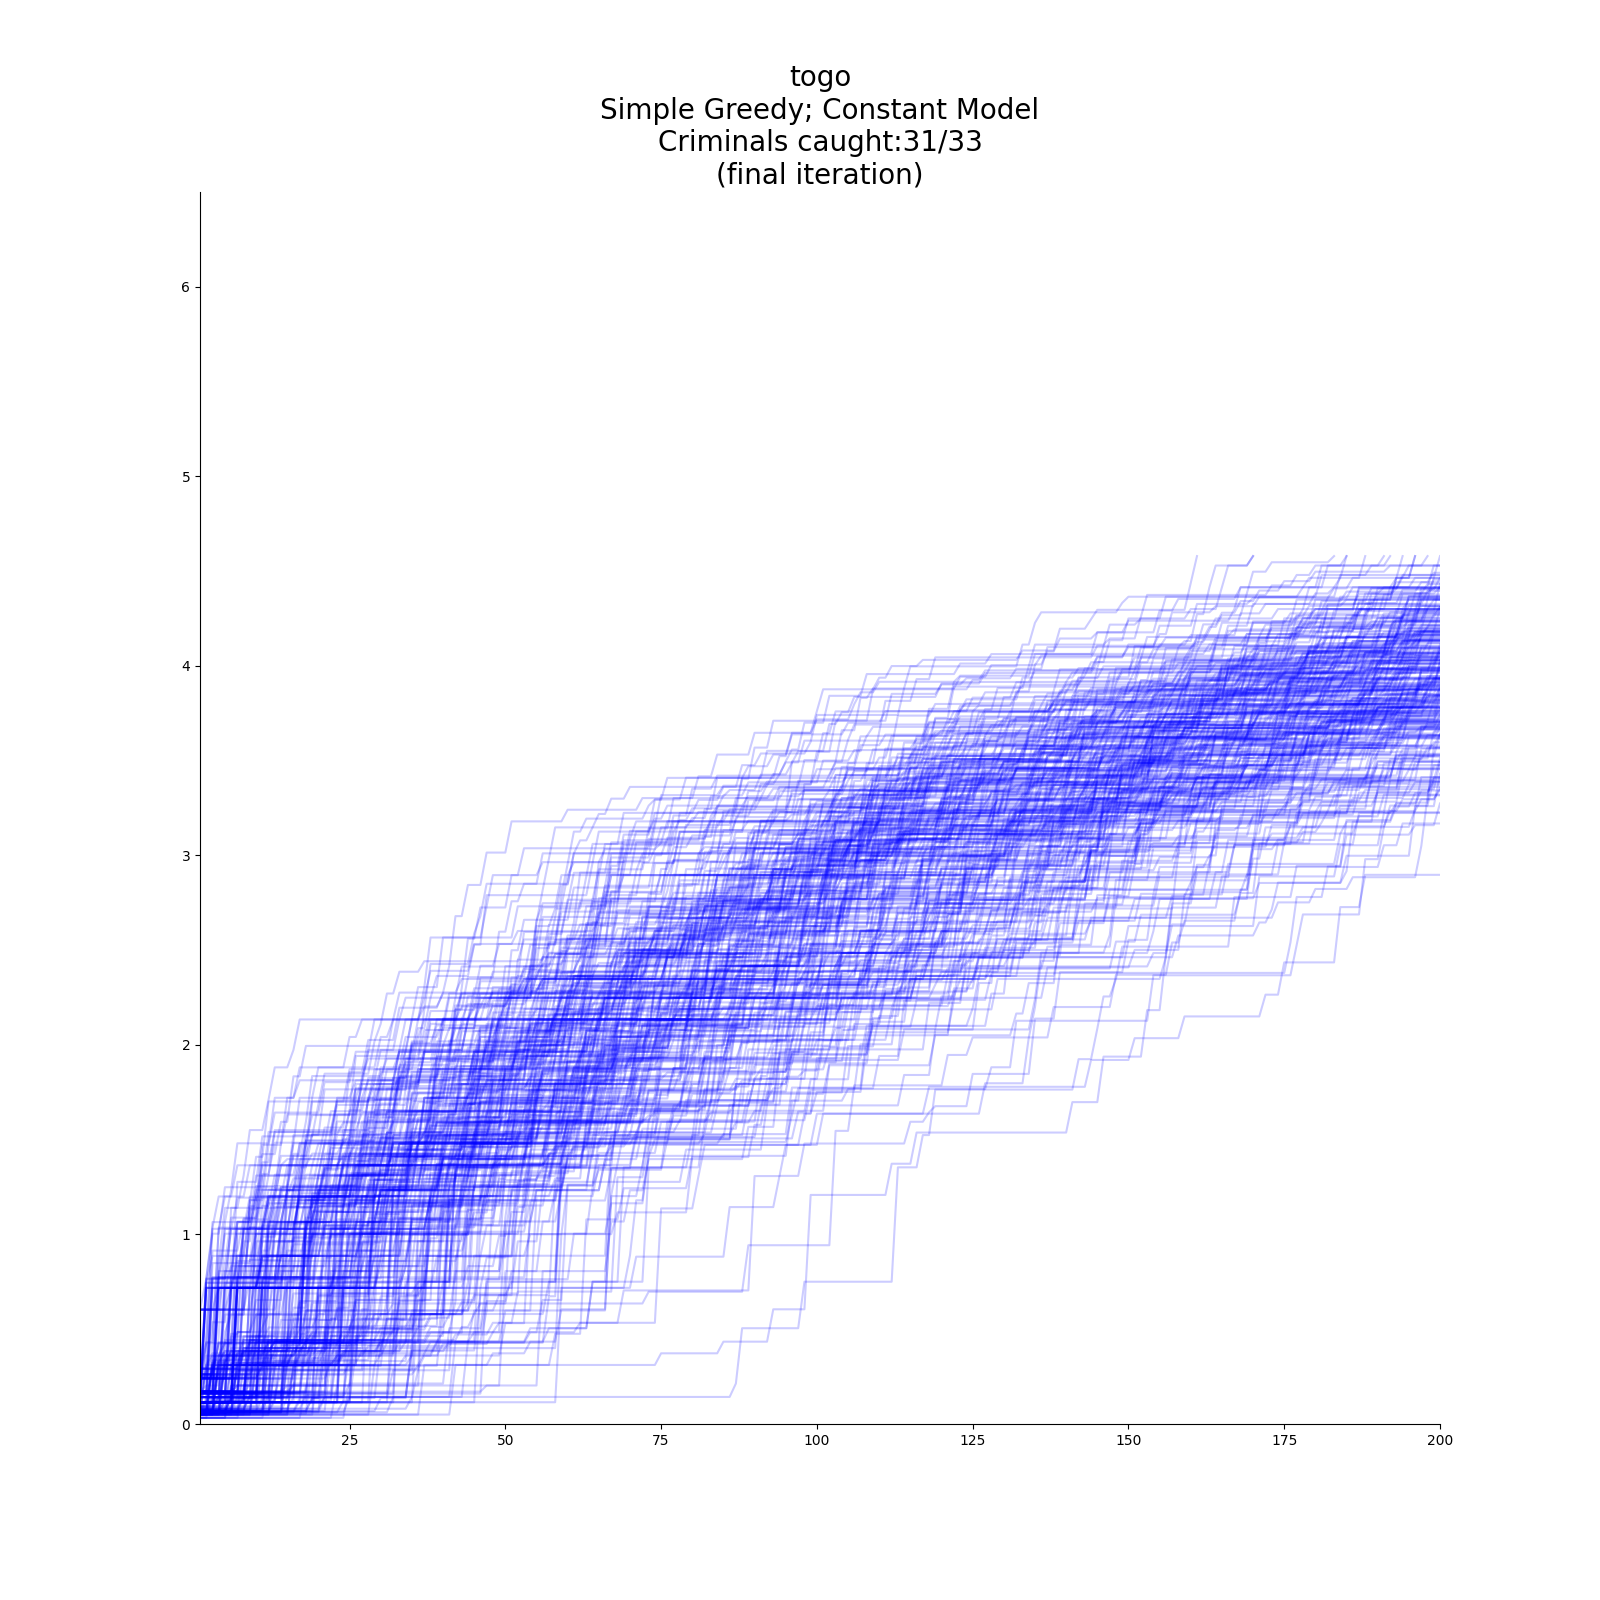 togo
Simple Greedy; Constant Model
Criminals caught:31/33
(final iteration)
6
5
4
3
2
1
0
25 50 75 100 125 150 175 200